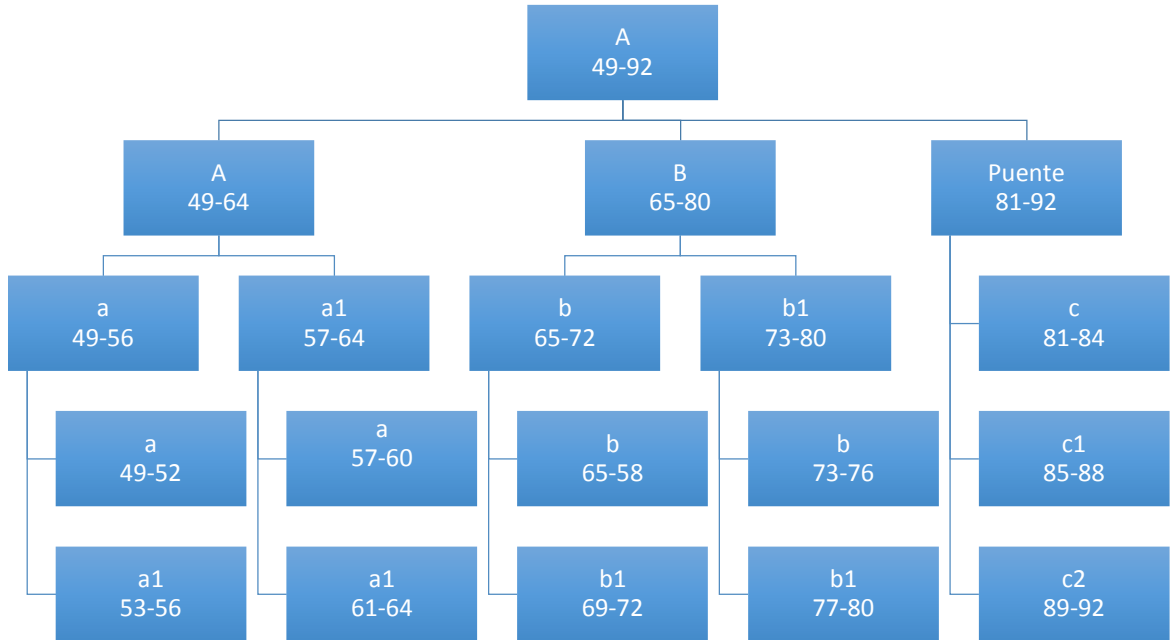 A
49-92
A
49-64
B
65-80
Puente
81-92
a
49-56
a1
57-64
b
65-72
b1
73-80
c
81-84
a
49-52
a
57-60
b
65-58
b
73-76
c1
85-88
a1
53-56
a1
61-64
b1
69-72
b1
77-80
c2
89-92